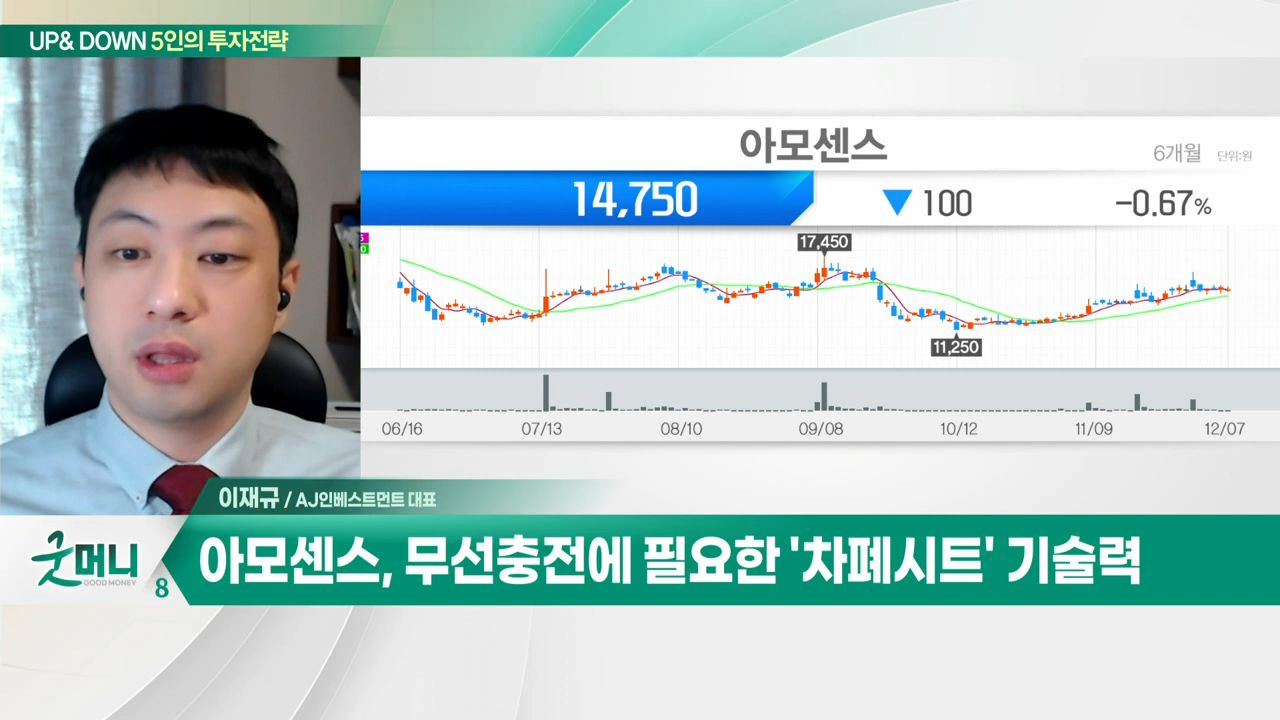 UP& DOWN 5인의 투자전략
아모센스
6개월 단위:원
14,750 ▼ 100 -0.67%
17,450
11,250
06/16 07/13 08/10 09/08 10/12 11/09 12/07
이재규 / AJ인베스트먼트 대표
굿머니
GOOD MONEY
8
아모센스, 무선충전에 필요한 '차폐시트' 기술력